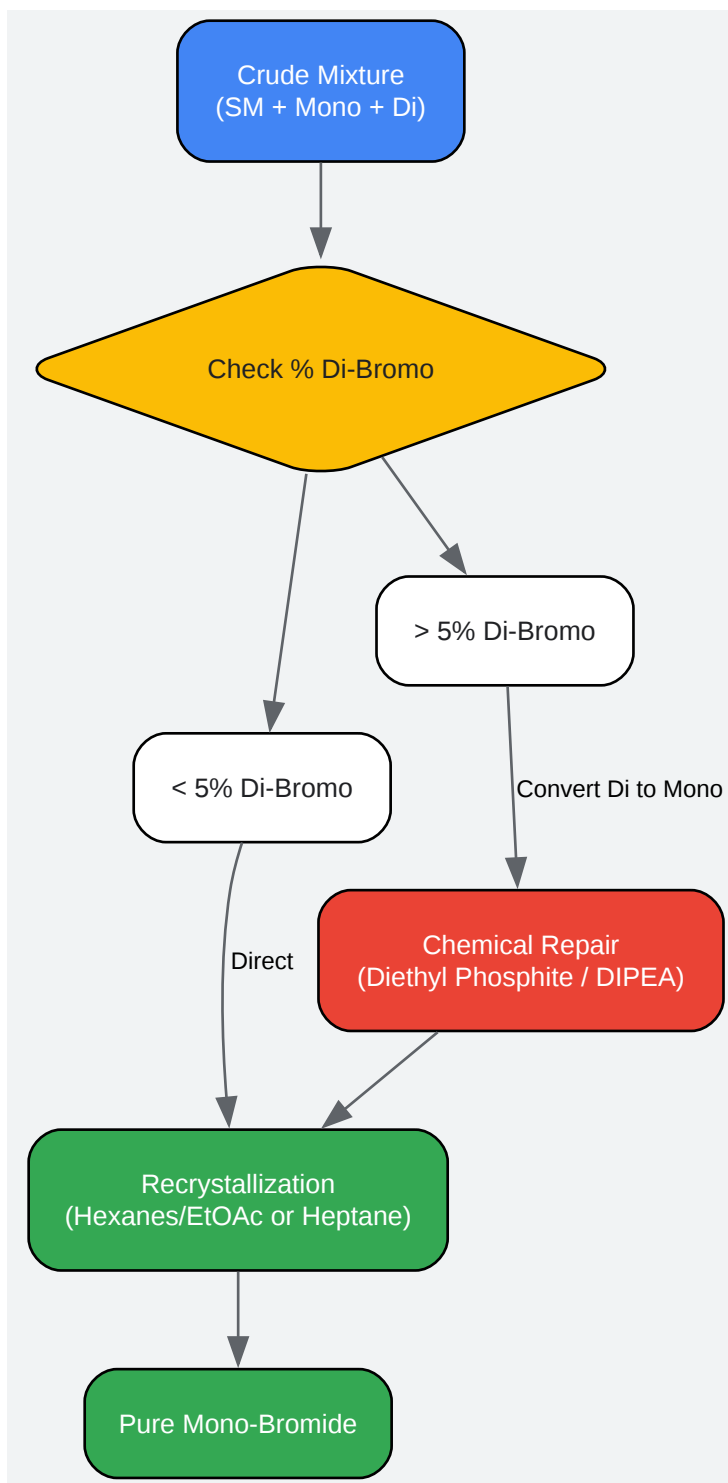 Crude Mixture
(SM + Mono + Di)
Check % Di-Bromo
> 5% Di-Bromo
< 5% Di-Bromo
Convert Di to Mono
Chemical Repair
(Diethyl Phosphite / DIPEA)
Direct
Recrystallization
(Hexanes/EtOAc or Heptane)
Pure Mono-Bromide